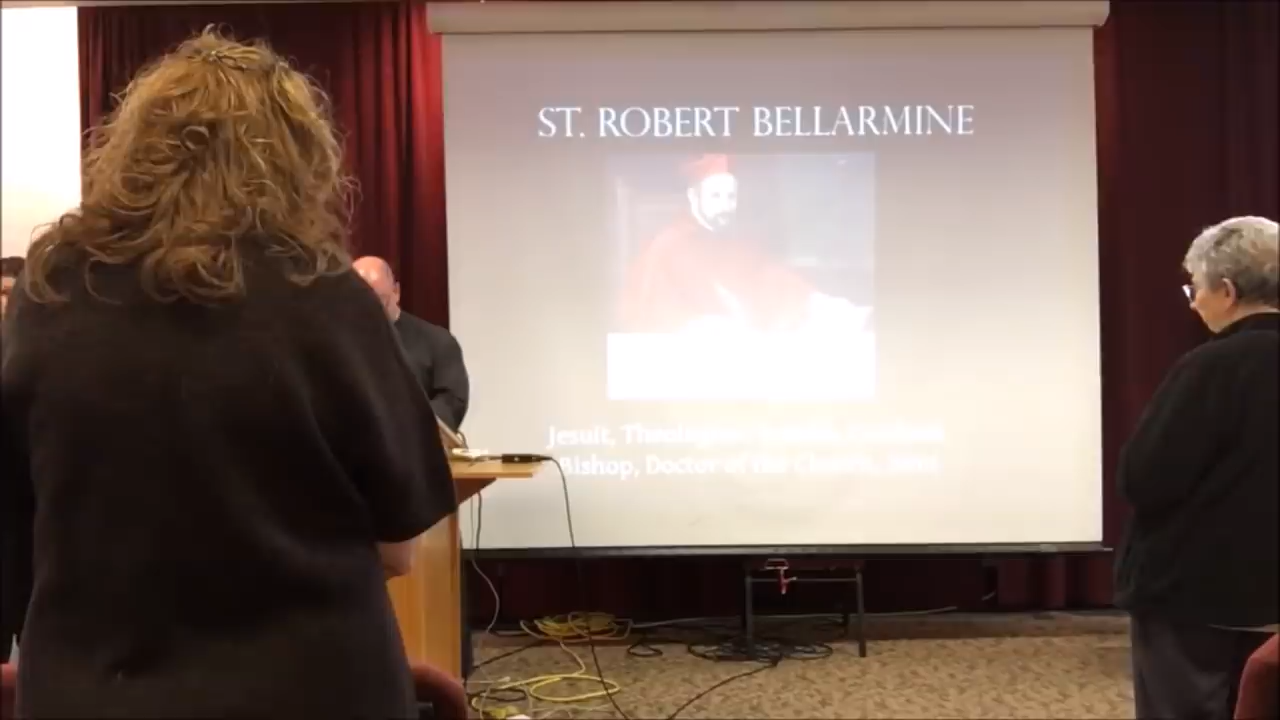 ST. ROBERT BELLARMINE
Jesuit, Theologian,
Bishop, Doctor of the Church,